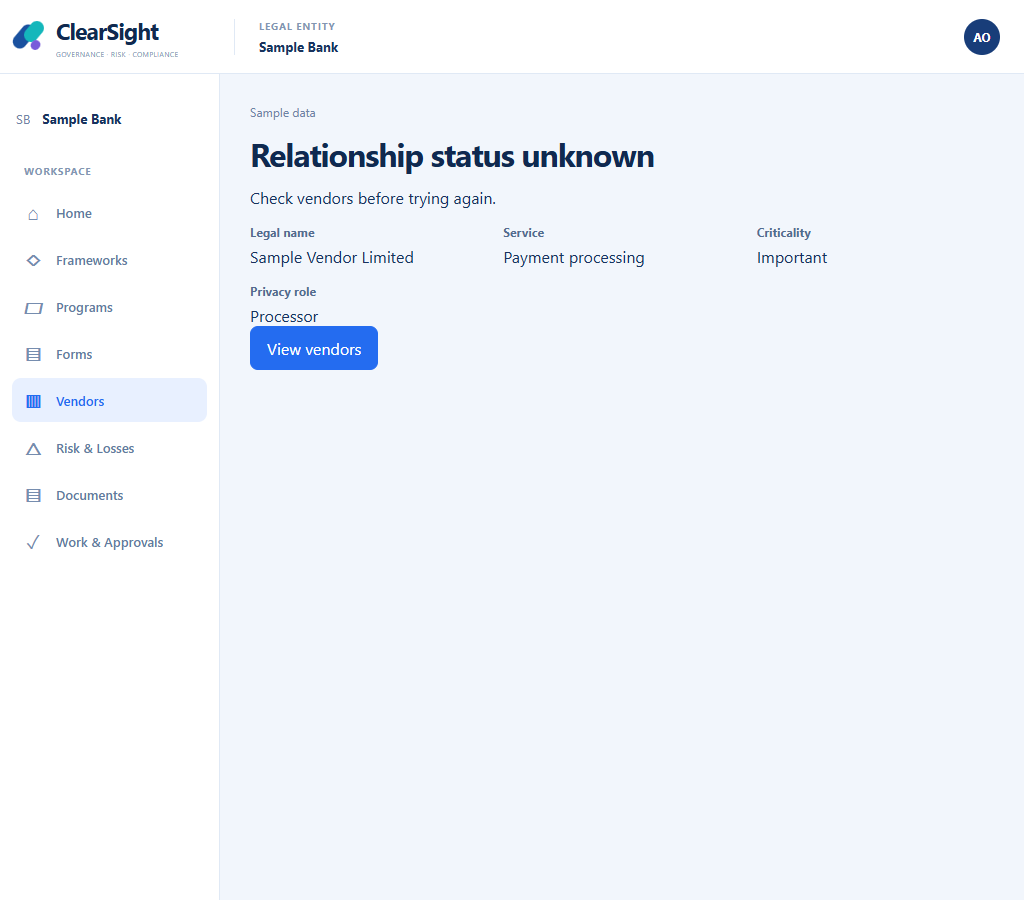 ClearSight
GOVERNANCE · RISK · COMPLIANCE
LEGAL ENTITY
Sample Bank
AO
SB Sample Bank
WORKSPACE
Home
Frameworks
Programs
Forms
Vendors
Risk & Losses
Documents
Work & Approvals
Sample data
Relationship status unknown
Check vendors before trying again.
Legal name
Sample Vendor Limited
Service
Payment processing
Criticality
Important
Privacy role
Processor
View vendors